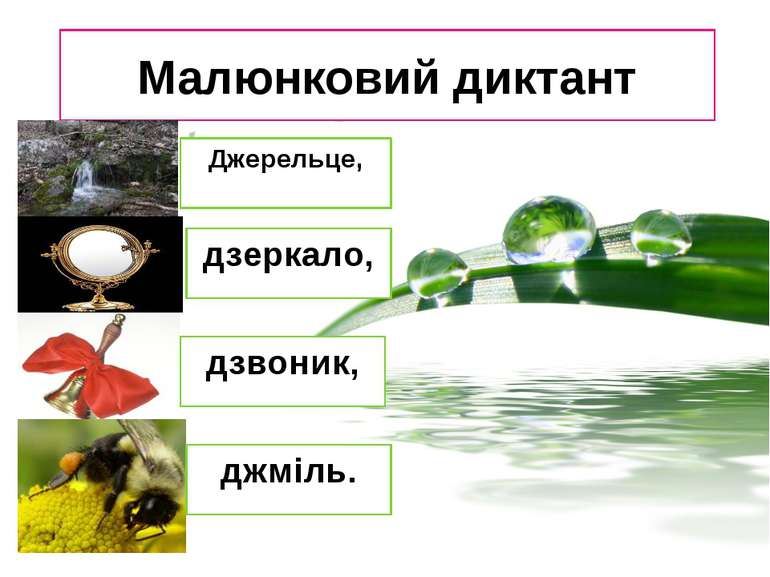 Малюнковий диктант
Джерельце,
дзеркало,
дзвоник,
джміль.